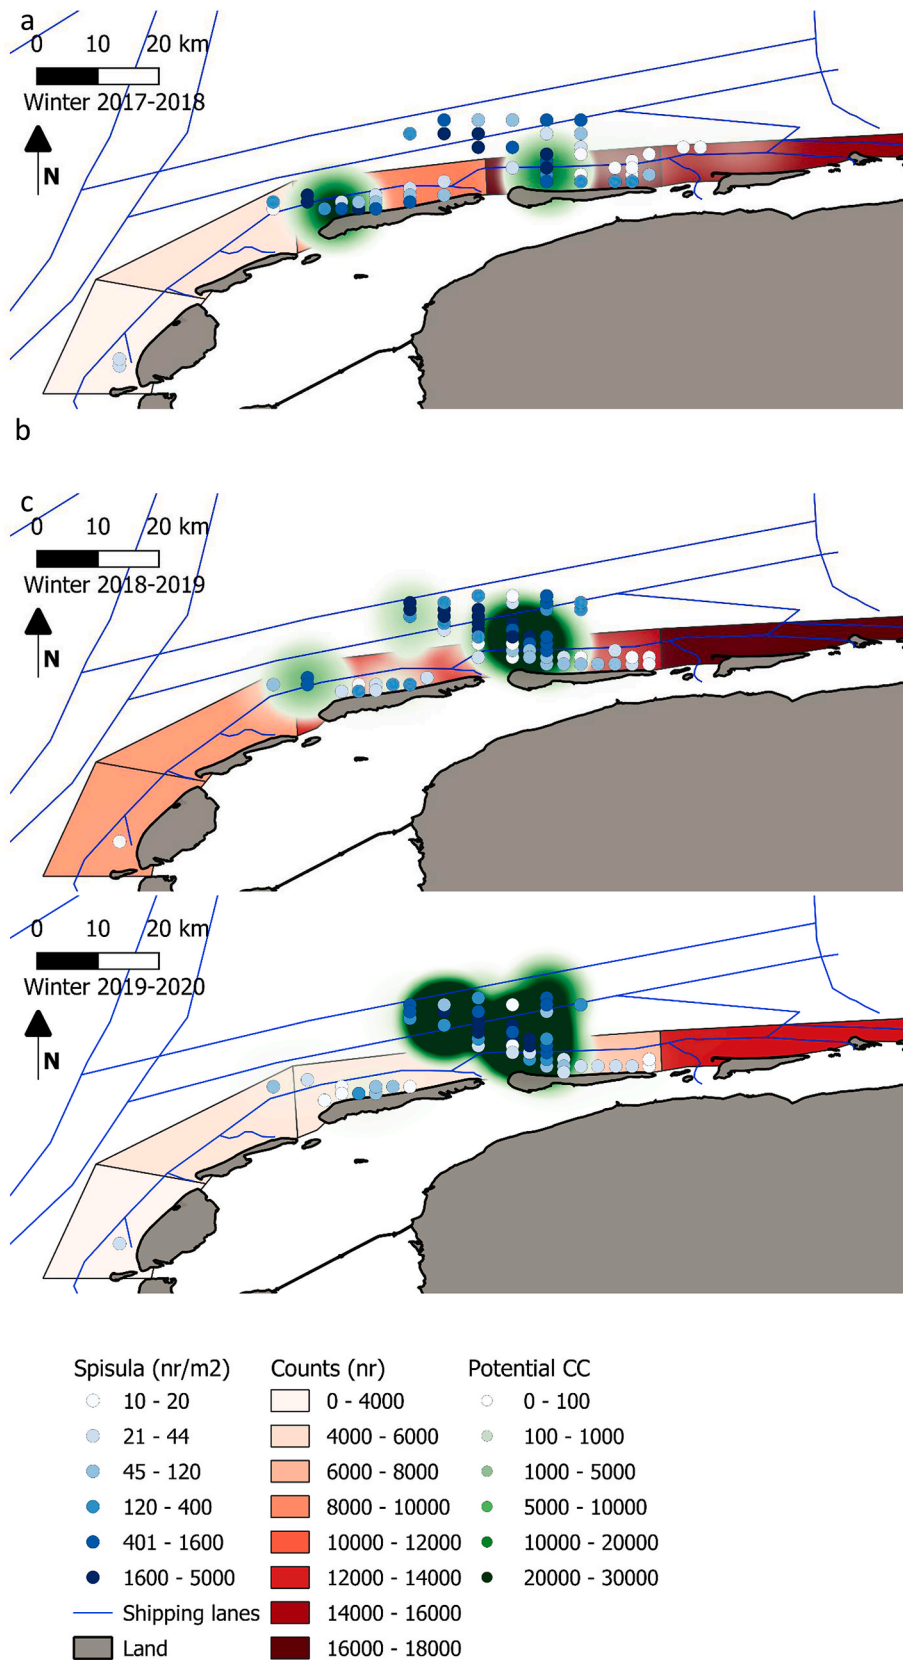 a
0 10 20 km
Winter 2017-2018
N
b
c
0 10 20 km
Winter 2018-2019
N
0 10 20 km
Winter 2019-2020
N
Spisula (nr/m2) Counts (nr) Potential CC
10 - 20 0 - 4000 0 - 100
21 - 44 4000 - 6000 100 - 1000
45 - 120 6000 - 8000 1000 - 5000
120 - 400 8000 - 10000 5000 - 10000
401 - 1600 10000 - 12000 10000 - 20000
1600 - 5000 12000 - 14000 20000 - 30000
Shipping lanes 14000 - 16000
Land 16000 - 18000